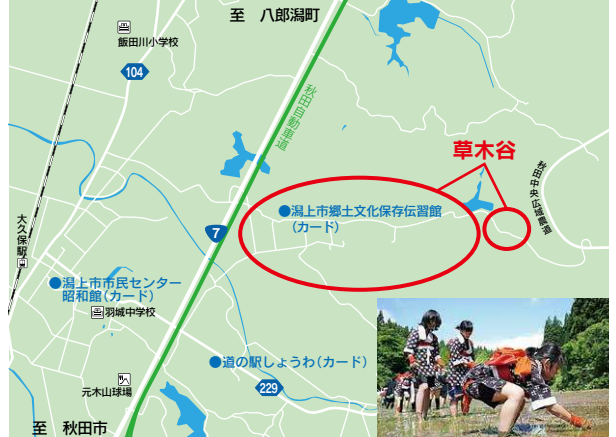 至 八郎潟町
飯田川小学校
104
秋田自動車道
草木谷
秋田中央広域農道
●潟上市郷土文化保存伝習館
（カード）
7
大久保駅
●潟上市市民センター
昭和館（カード）
羽城中学校
●道の駅しょうわ（カード）
229
元木山球場
至 秋田市